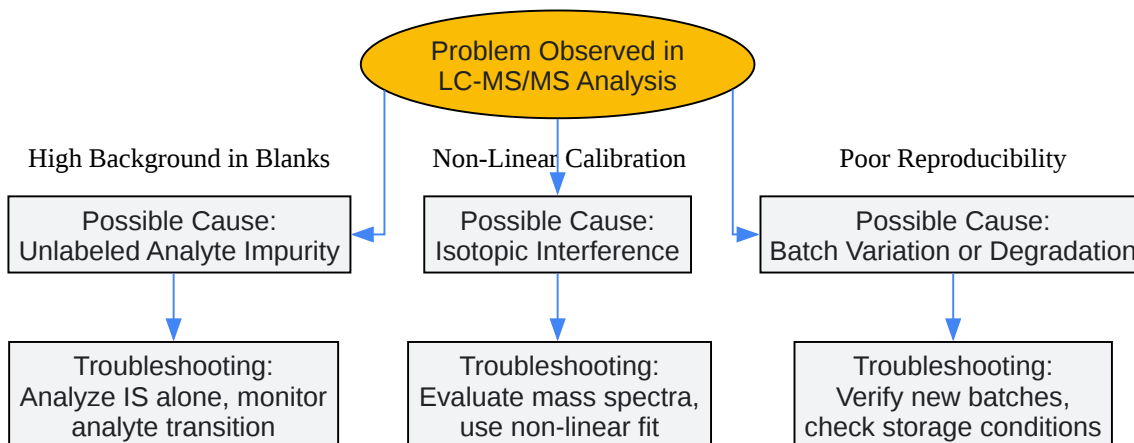 Problem Observed in
LC-MS/MS Analysis
High Background in Blanks
Non-Linear Calibration
Poor Reproducibility
Possible Cause:
Unlabeled Analyte Impurity
Possible Cause:
Isotopic Interference
Possible Cause:
Batch Variation or Degradation
Troubleshooting:
Analyze IS alone, monitor
analyte transition
Troubleshooting:
Evaluate mass spectra,
use non-linear fit
Troubleshooting:
Verify new batches,
check storage conditions